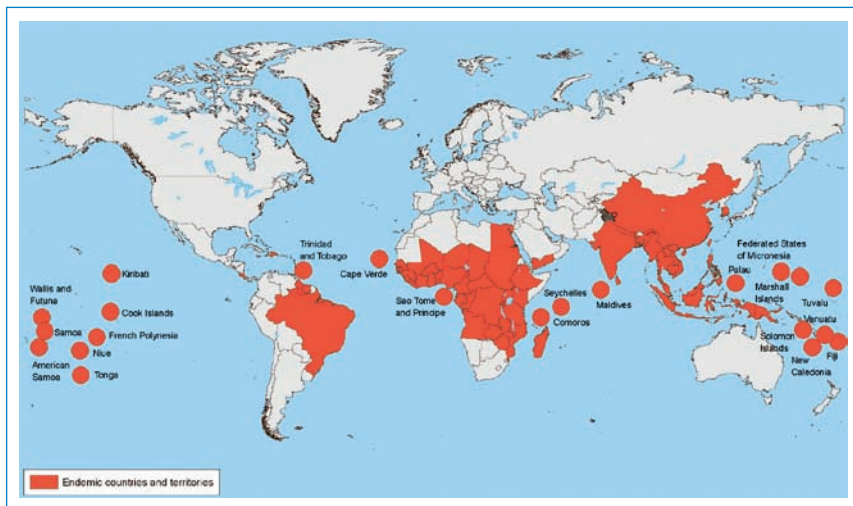 Trinidad
and Tobago
Kiribati
Cape Verde
Wallis and
Futuna
Cook Islands
Samoa
French Polynesia
Niue
American
Samoa
Tonga
Sao Tome
and Principe
Seychelles
Comoros
Maldives
Federated States
of Micronesia
Palau
Marshall
Islands
Tuvalu
Vanuatu
Solomon
Islands
New
Caledonia
Fiji
Endemic countries and territories